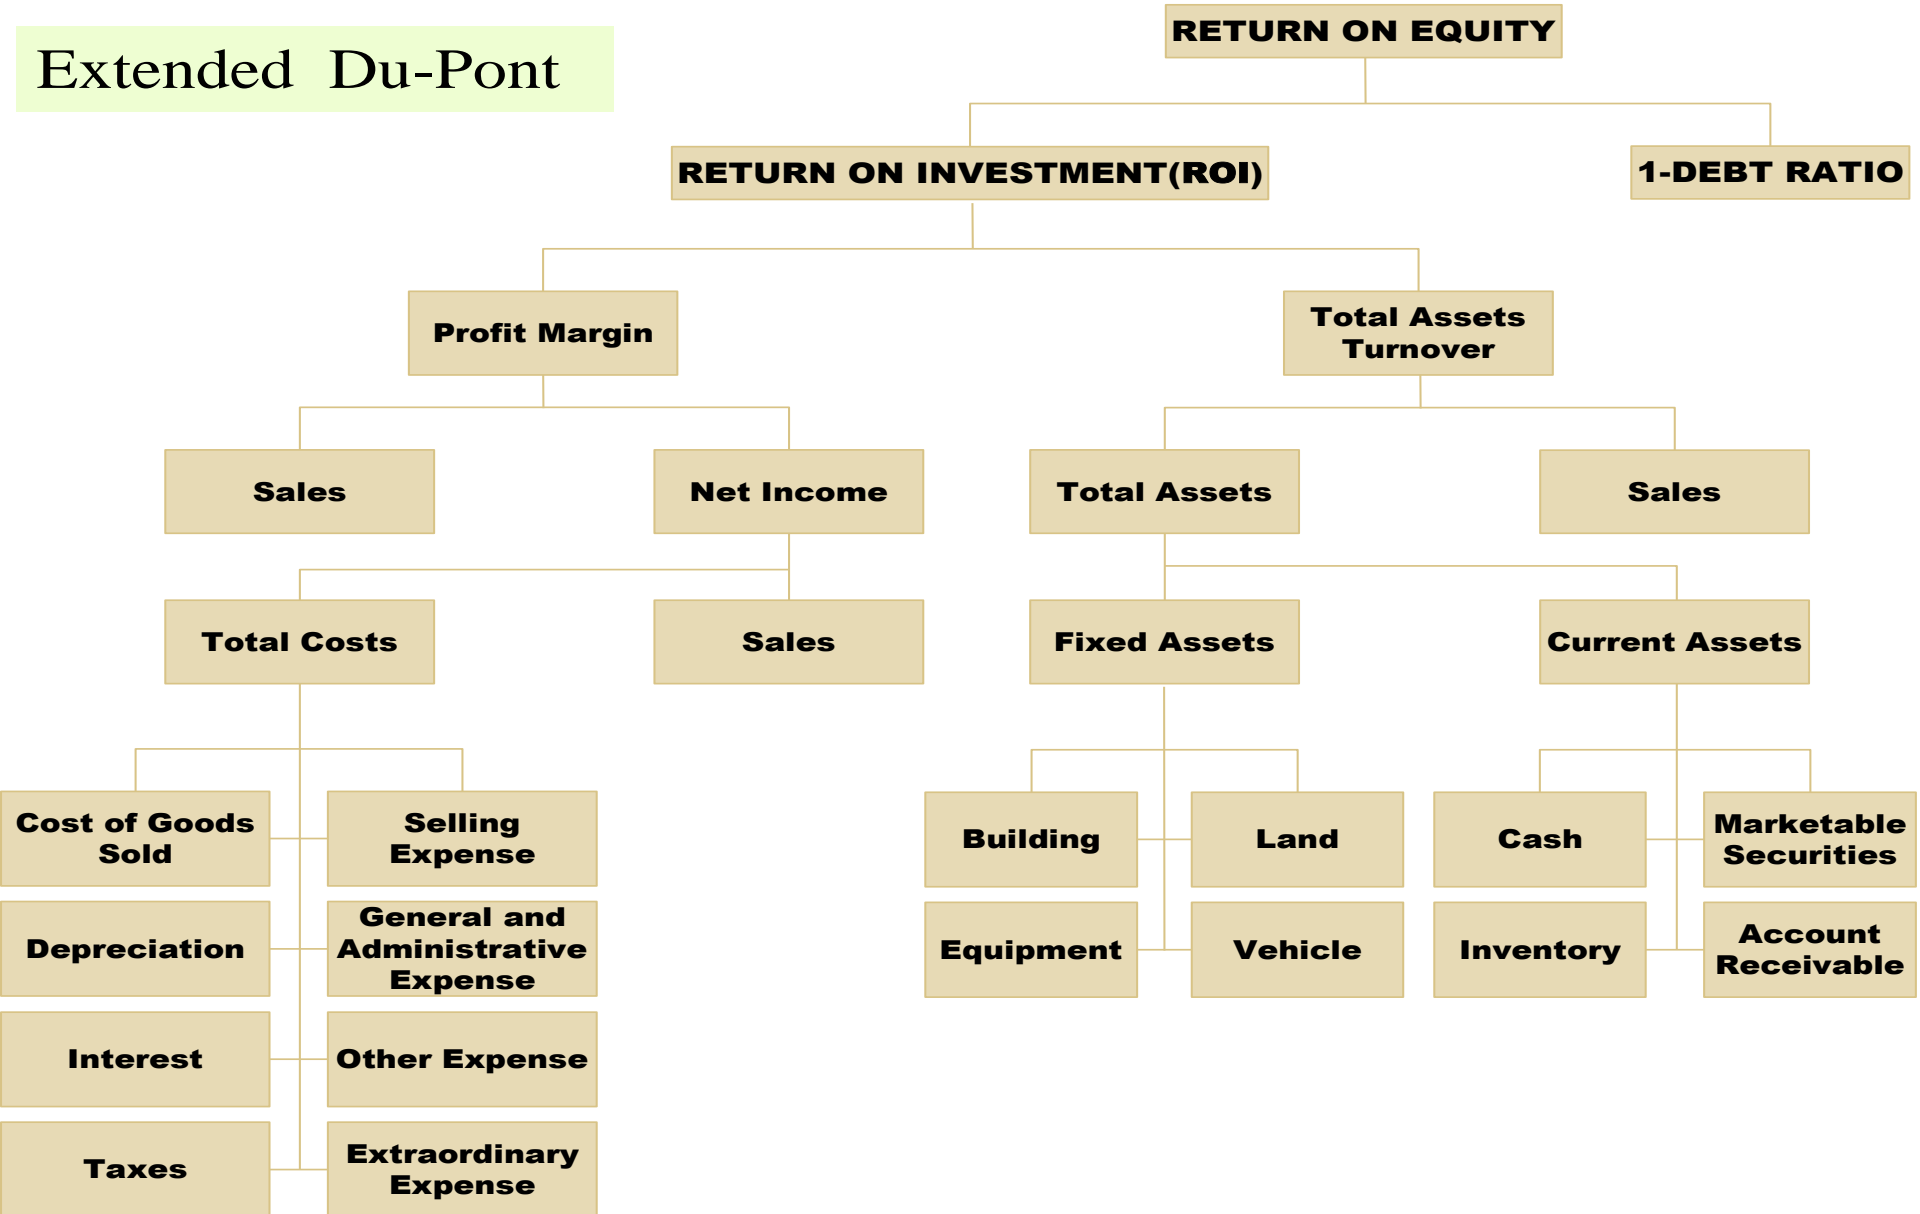 Extended Du-Pont
RETURN ON EQUITY
RETURN ON INVESTMENT(ROI)
1-DEBT RATIO
Profit Margin
Total Assets
Turnover
Sales
Net Income
Total Assets
Sales
Total Costs
Sales
Fixed Assets
Current Assets
Cost of Goods
Sold
Selling
Expense
Building
Land
Cash
Marketable
Securities
Depreciation
General and
Administrative
Expense
Equipment
Vehicle
Inventory
Account
Receivable
Interest
Other Expense
Taxes
Extraordinary
Expense